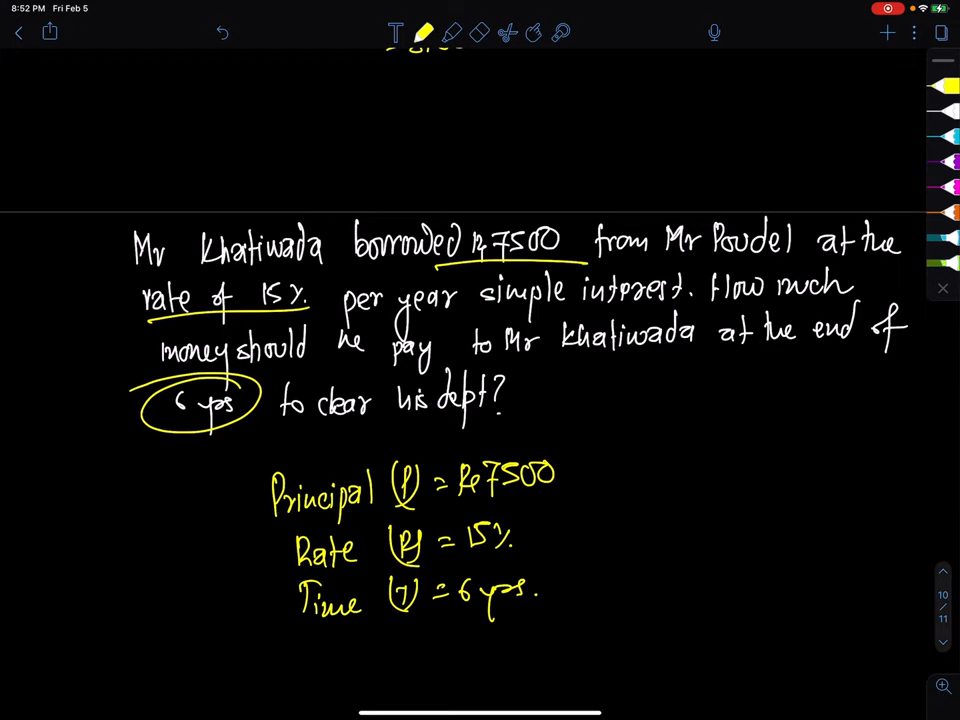 8:52 PM Fri Feb 5
Mr Khatiwada borrowed Rs 7500 from Mr Poudel at the
rate of 15% per year simple interest. How much
money should he pay to Mr Khatiwada at the end of
6 yrs to clear his dept?
Principal (P) = Rs 7500
Rate (R) = 15%
Time (T) = 6 yrs.
10
/
11